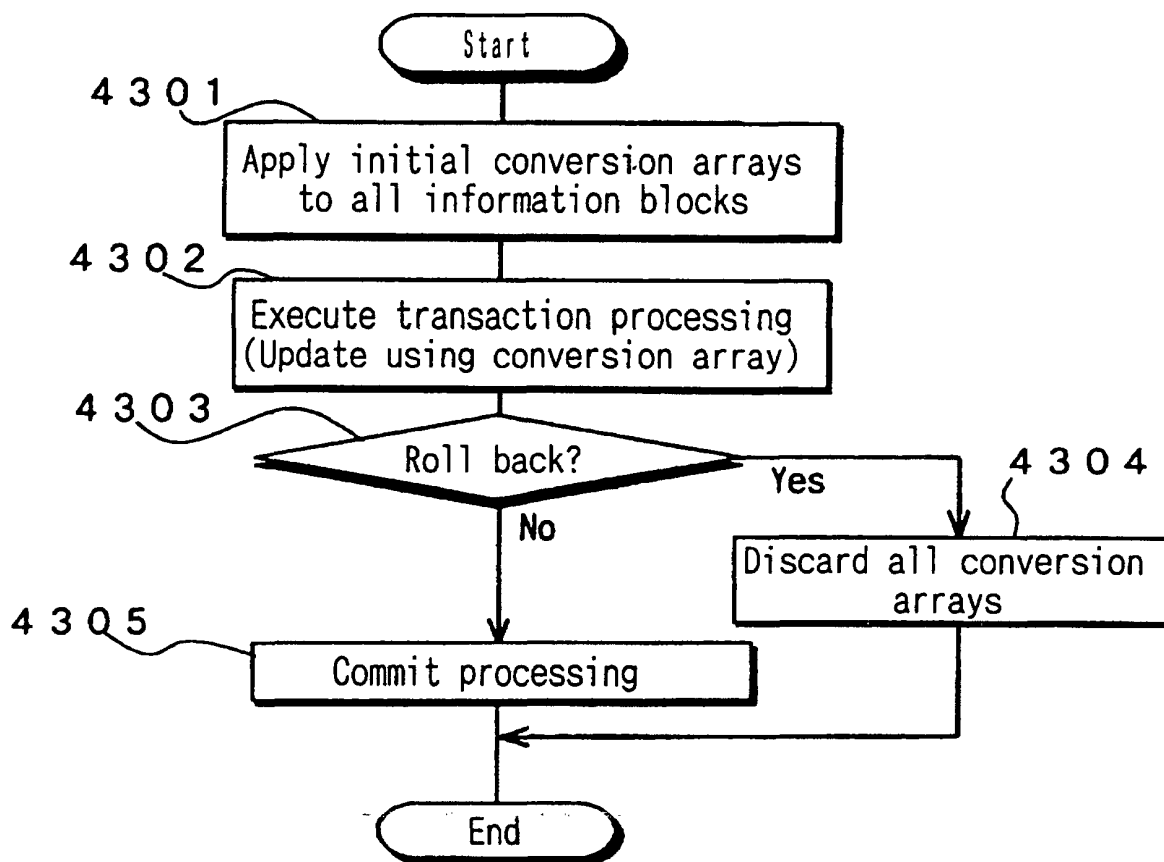 Start
4301
Apply initial conversion arrays
to all information blocks
4302
Execute transaction processing
(Update using conversion array)
4303
Roll back?
Yes
4304
No
Discard all conversion
arrays
4305
Commit processing
End